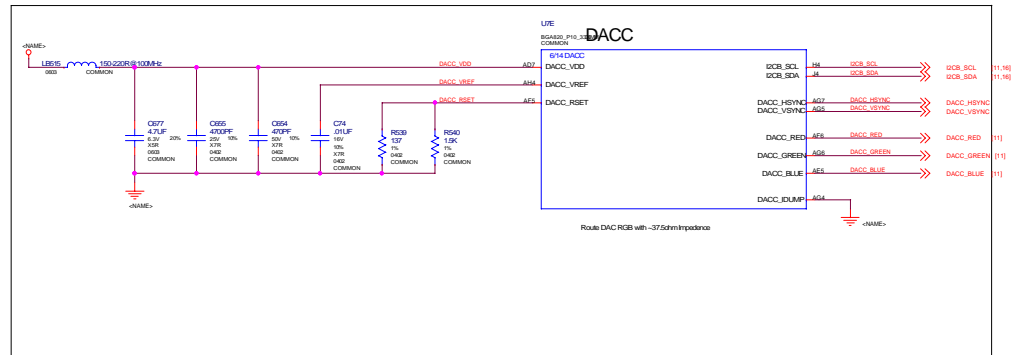 U7E
BGA820_P10_33
COMMON
DACC
<NAME>
LB515
150-220R@100MHz
0603
COMMON
6/14 DACC
DACC_VDD
AD7
DACC_VDD
DACC_VREF
AH4
DACC_VREF
DACC_RSET
AF5
DACC_RSET
I2CB_SCL
H4
I2CB_SCL
I2CB_SCL
[11,16]
I2CB_SDA
J4
I2CB_SDA
I2CB_SDA
[11,16]
DACC_HSYNC
AG7
DACC_HSYNC
DACC_HSYNC
DACC_VSYNC
AG5
DACC_VSYNC
DACC_VSYNC
DACC_RED
AF6
DACC_RED
DACC_RED
[11]
DACC_GREEN
AG6
DACC_GREEN
DACC_GREEN
[11]
DACC_BLUE
AE5
DACC_BLUE
DACC_BLUE
[11]
DACC_IDUMP
AG4
<NAME>
C677
4.7UF
6.3V
20%
X5R
0603
COMMON
C655
4700PF
25V
10%
X7R
0402
COMMON
C654
470PF
50V
10%
X7R
0402
COMMON
C74
.01UF
16V
10%
X7R
0402
COMMON
R539
137
1%
0402
COMMON
R540
1.5K
1%
0402
COMMON
<NAME>
Route DAC RGB with ~37.5ohm Impedence